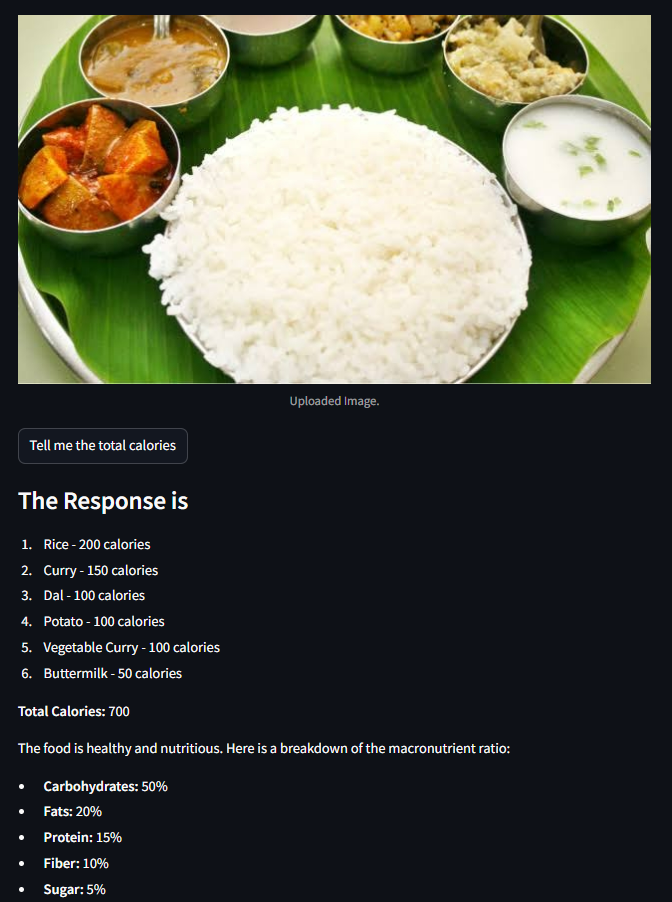 Uploaded Image.
Tell me the total calories
The Response is
1. Rice - 200 calories
2. Curry - 150 calories
3. Dal - 100 calories
4. Potato - 100 calories
5. Vegetable Curry - 100 calories
6. Buttermilk - 50 calories
Total Calories: 700
The food is healthy and nutritious. Here is a breakdown of the macronutrient ratio:
• Carbohydrates: 50%
• Fats: 20%
• Protein: 15%
• Fiber: 10%
• Sugar: 5%